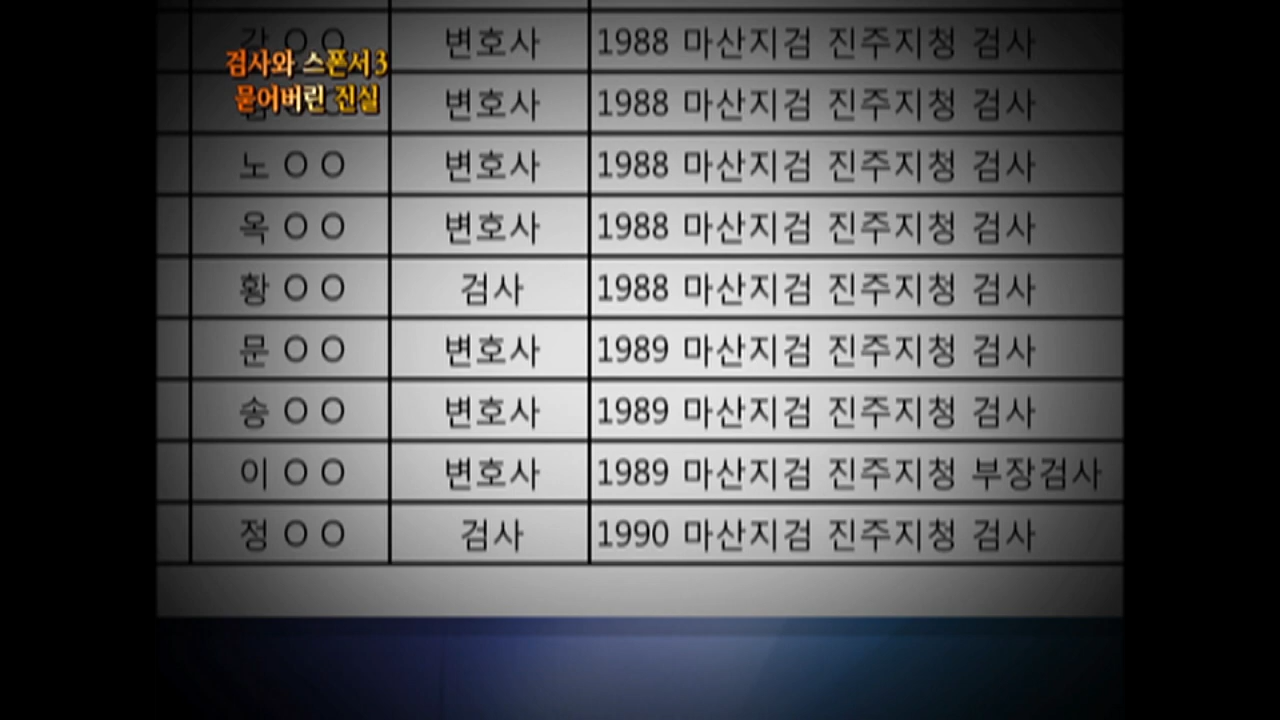 검사와 스폰서 3
묻어버린 진실
강 O O 변호사 1988 마산지검 진주지청 검사
변호사 1988 마산지검 진주지청 검사
노 O O 변호사 1988 마산지검 진주지청 검사
옥 O O 변호사 1988 마산지검 진주지청 검사
황 O O 검사 1988 마산지검 진주지청 검사
문 O O 변호사 1989 마산지검 진주지청 검사
송 O O 변호사 1989 마산지검 진주지청 검사
이 O O 변호사 1989 마산지검 진주지청 부장검사
정 O O 검사 1990 마산지검 진주지청 검사